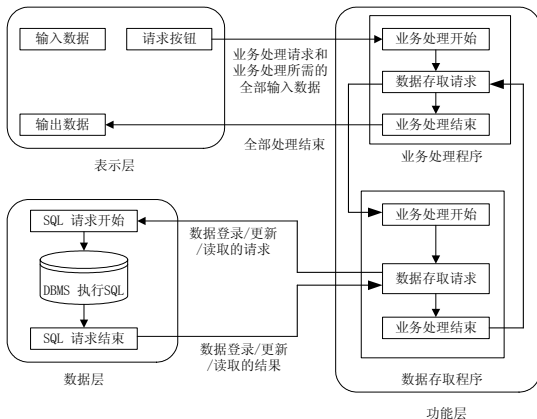 输入数据
请求按钮
输出数据
表示层
业务处理请求和
业务处理所需的
全部输入数据
全部处理结束
业务处理开始
数据存取请求
业务处理结束
业务处理程序
SQL 请求开始
DBMS 执行SQL
SQL 请求结束
数据层
数据登录/更新
/读取的请求
数据登录/更新
/读取的结果
业务处理开始
数据存取请求
业务处理结束
数据存取程序
功能层